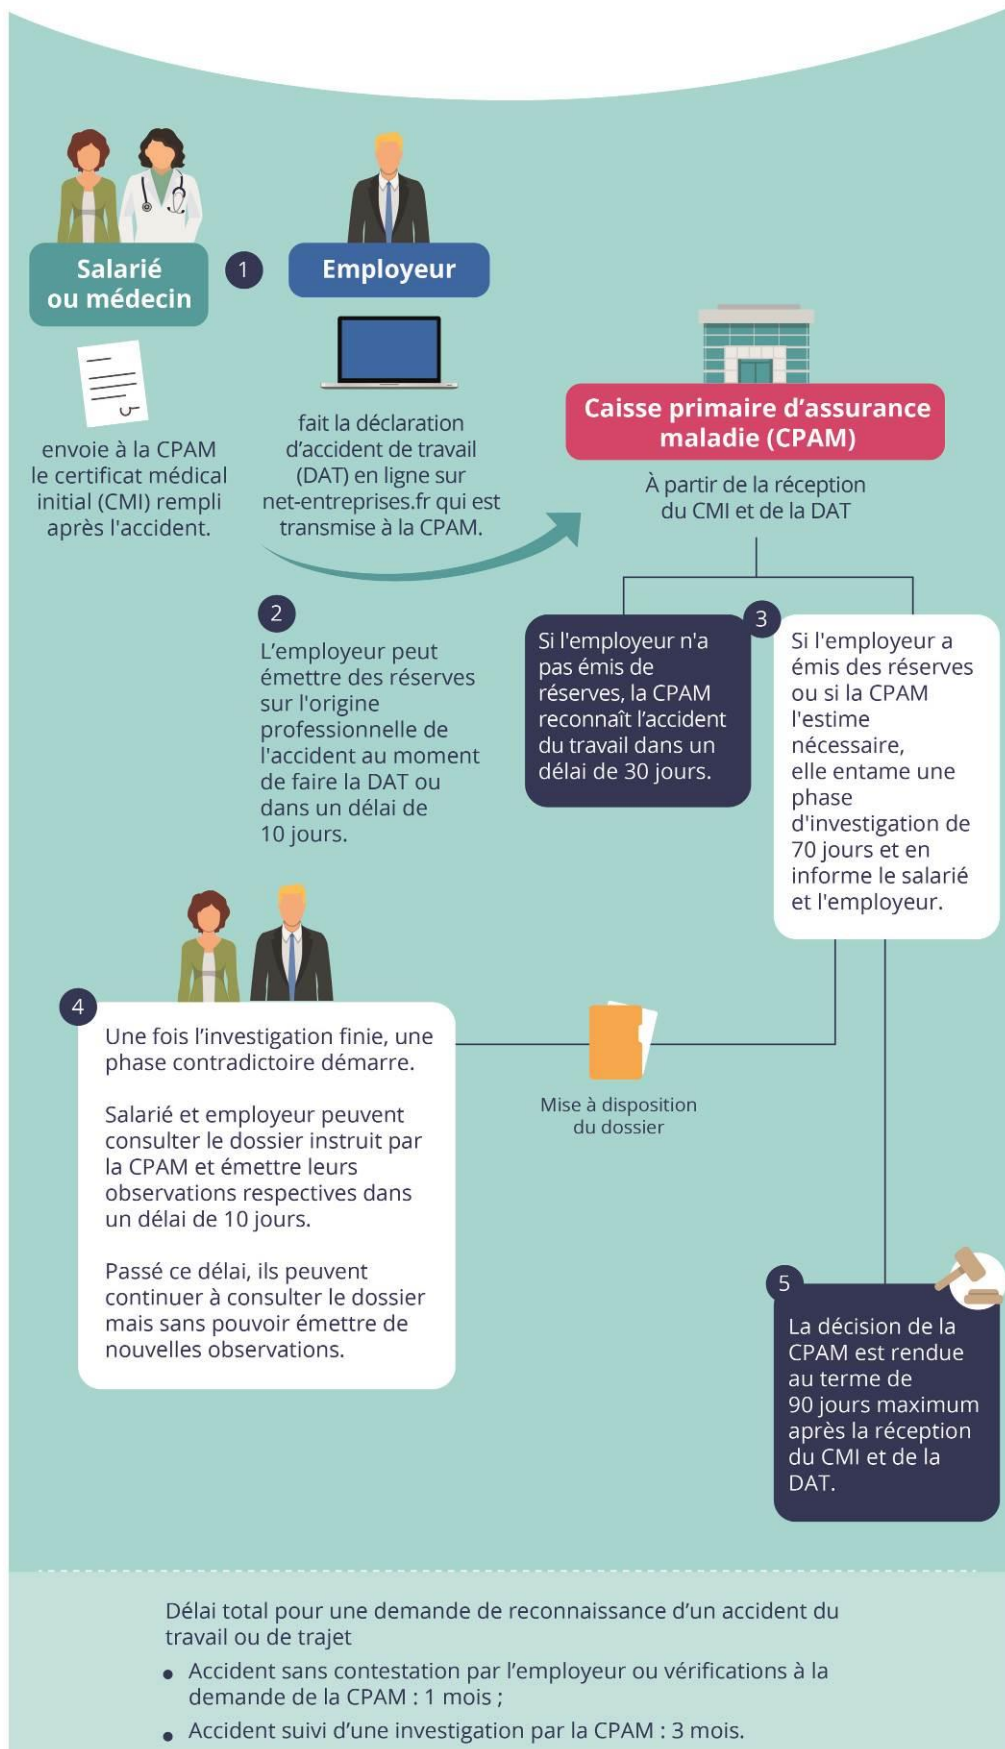 Salarié
ou médecin
1
Employeur
envoie à la CPAM
le certificat médical
initial (CMI) rempli
après l'accident.
fait la déclaration
d'accident de travail
(DAT) en ligne sur
net-entreprises.fr qui est
transmise à la CPAM.
Caisse primaire d'assurance
maladie (CPAM)
À partir de la réception
du CMI et de la DAT
2
L'employeur peut
émettre des réserves
sur l'origine
professionnelle de
l'accident au moment
de faire la DAT ou
dans un délai de
10 jours.
Si l'employeur n'a
pas émis de
réserves, la CPAM
reconnaît l'accident
du travail dans un
délai de 30 jours.
3
Si l'employeur a
émis des réserves
ou si la CPAM
l'estime
nécessaire,
elle entame une
phase
d'investigation de
70 jours et en
informe le salarié
et l'employeur.
4
Une fois l'investigation finie, une
phase contradictoire démarre.
Salarié et employeur peuvent
consulter le dossier instruit par
la CPAM et émettre leurs
observations respectives dans
un délai de 10 jours.
Passé ce délai, ils peuvent
continuer à consulter le dossier
mais sans pouvoir émettre de
nouvelles observations.
Mise à disposition
du dossier
5
La décision de la
CPAM est rendue
au terme de
90 jours maximum
après la réception
du CMI et de la
DAT.
Délai total pour une demande de reconnaissance d'un accident du
travail ou de trajet
• Accident sans contestation par l'employeur ou vérifications à la
demande de la CPAM : 1 mois ;
• Accident suivi d'une investigation par la CPAM : 3 mois.